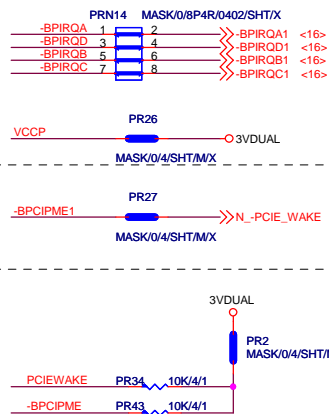 PRN14 MASK/0/8P4R/0402/SHT/X
-BPIRQA 1 2 -BPIRQA1 <16>
-BPIRQD 3 4 -BPIRQD1 <16>
-BPIRQB 5 6 -BPIRQB1 <16>
-BPIRQC 7 8 -BPIRQC1 <16>
PR26
VCCP 3VDUAL
MASK/0/4/SHT/M/X
PR27
-BPCIPME1 N_-PCIE_WAKE
MASK/0/4/SHT/M/X
3VDUAL
PR2
MASK/0/4/SHT/M
PCIEWAKE PR34 10K/4/1
-BPCIPME PR43 10K/4/1